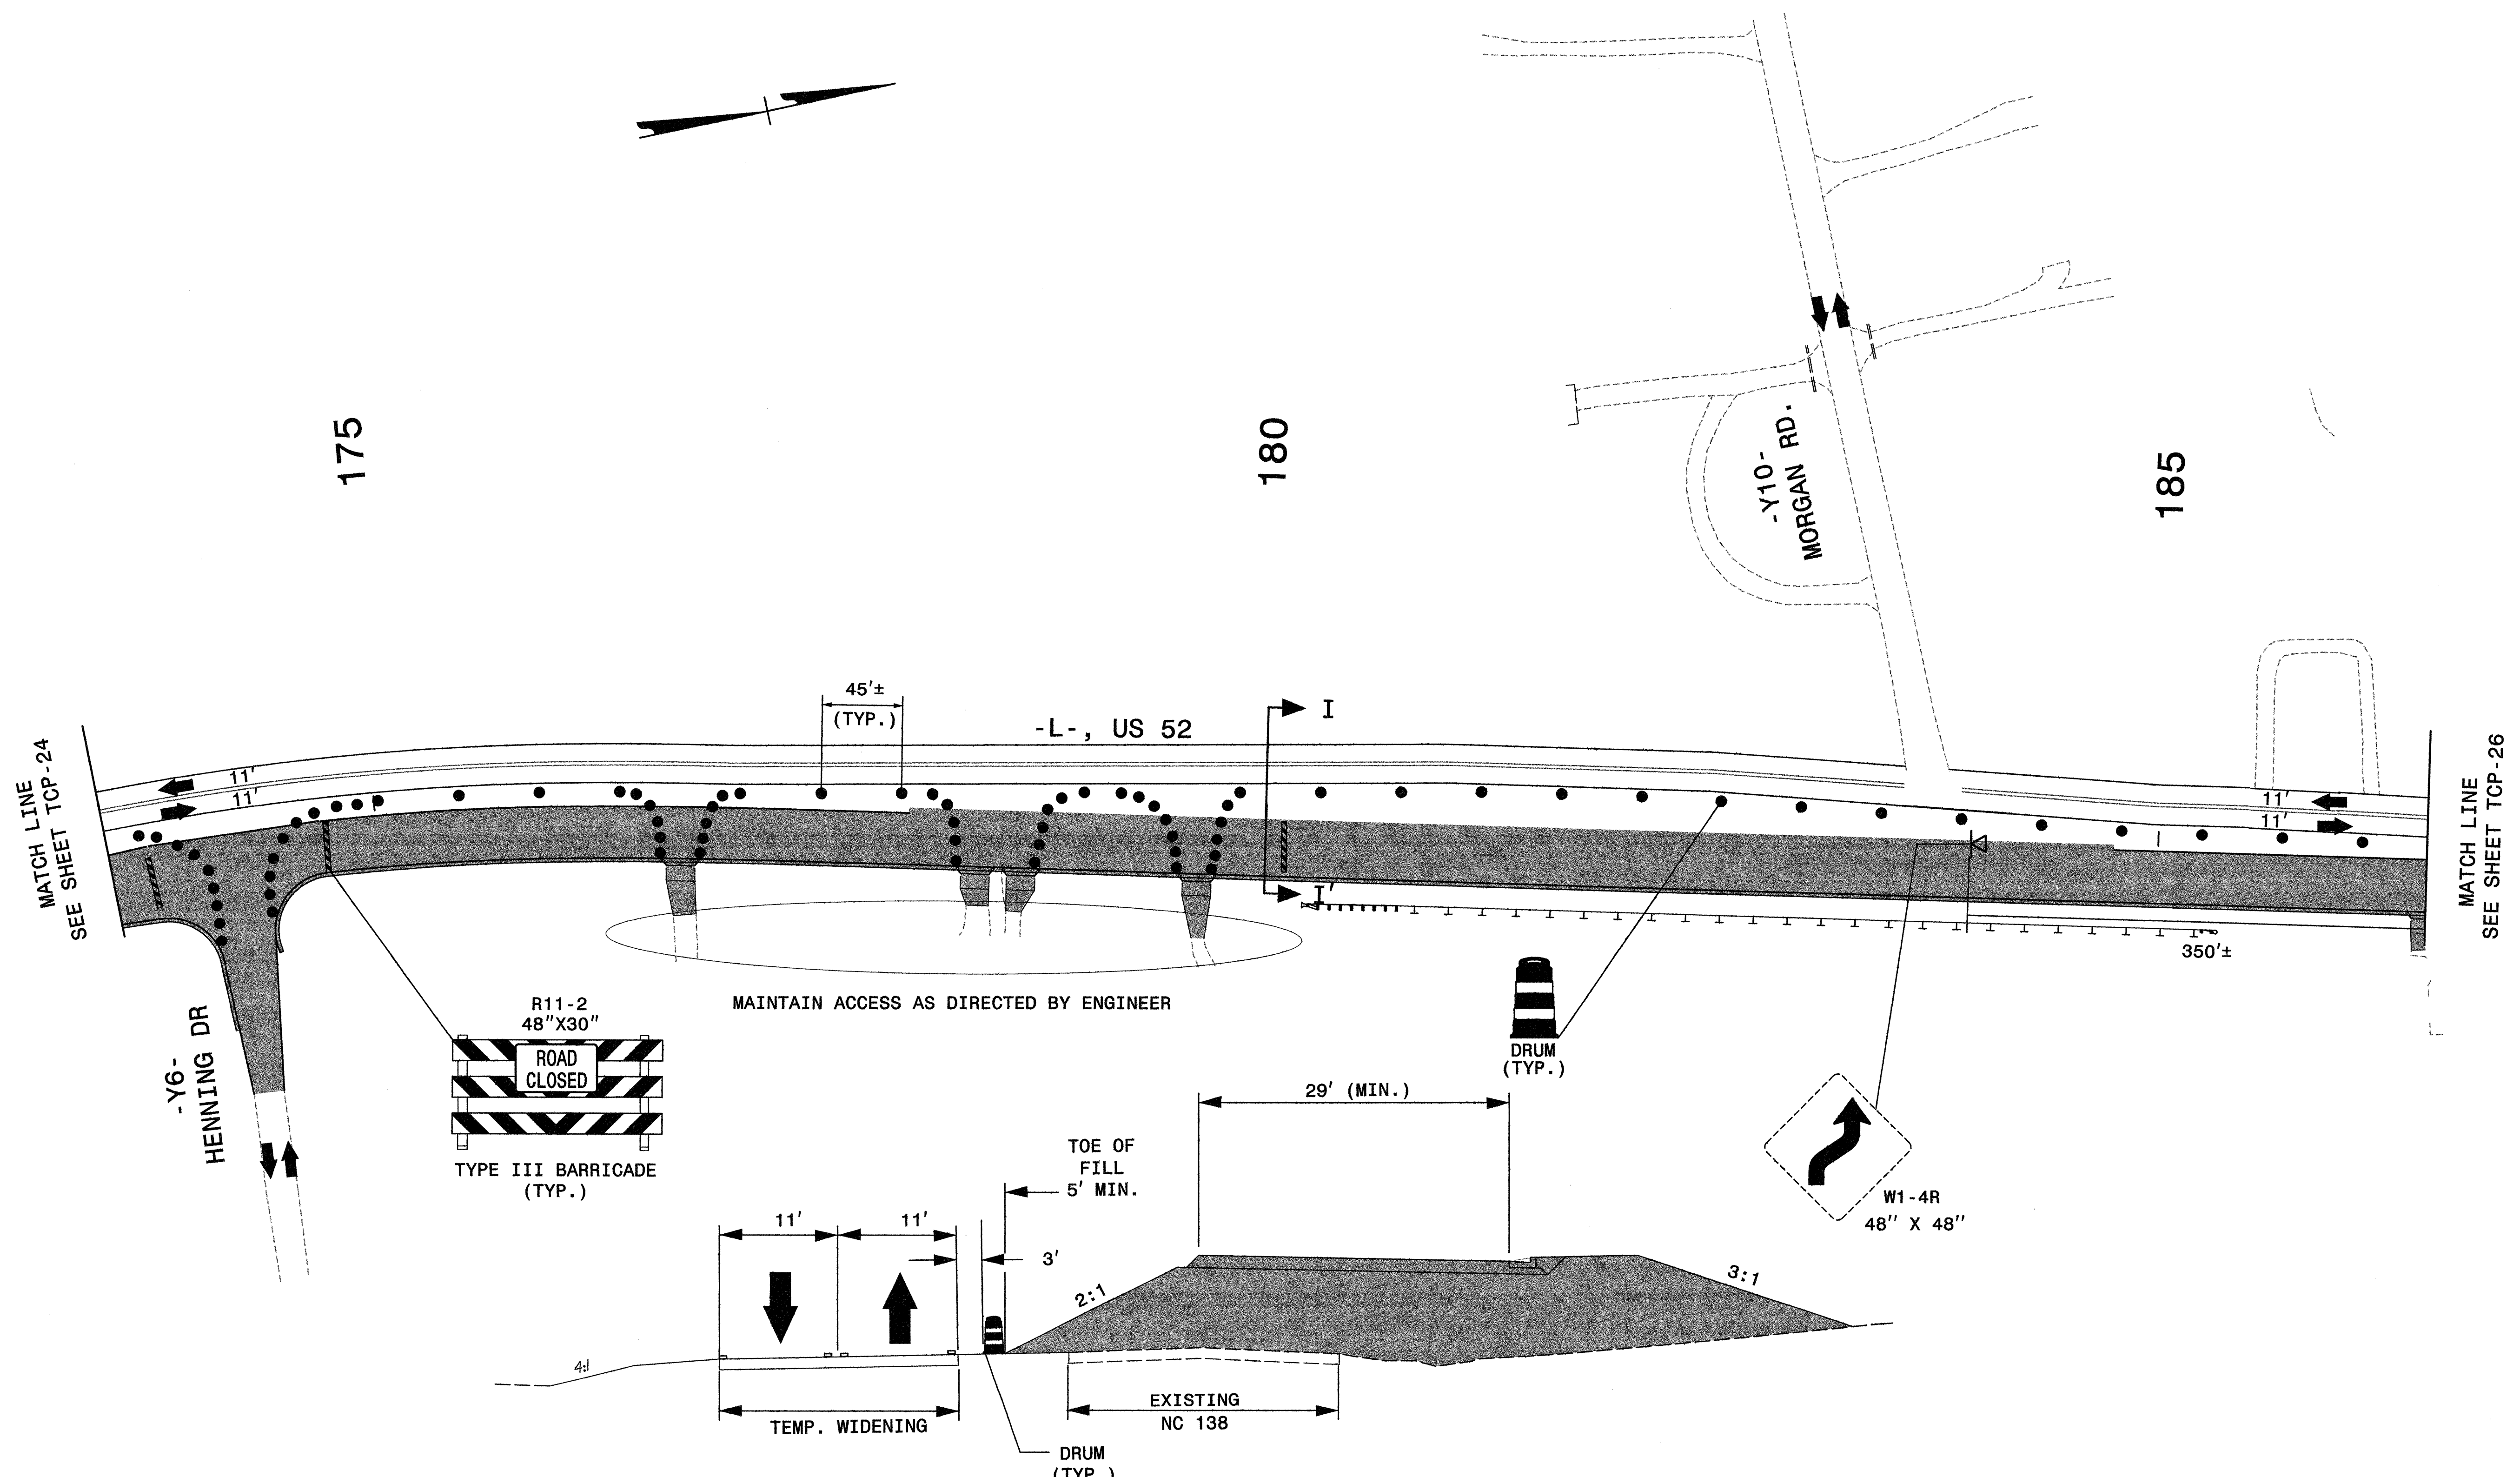 175
180
185
-Y10-
MORGAN RD.
45'±
(TYP.)
-L-, US 52
I
I'
MATCH LINE
SEE SHEET TCP-24
11'
11'
11'
11'
MATCH LINE
SEE SHEET TCP-26
350'±
MAINTAIN ACCESS AS DIRECTED BY ENGINEER
-Y6-
HENNING DR
R11-2
48"X30"
ROAD
CLOSED
TYPE III BARRICADE
(TYP.)
DRUM
(TYP.)
W1-4R
48" X 48"
29' (MIN.)
TOE OF
FILL
5' MIN.
11'
11'
3'
2:1
3:1
4:1
TEMP. WIDENING
EXISTING
NC 138
DRUM
(TYP.)